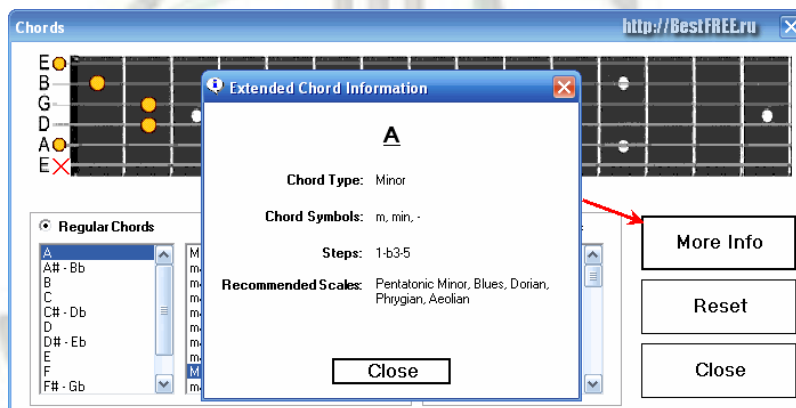 Chords
http://BestFREE.ru
E
B
G
D
A
E
Extended Chord Information
A
Chord Type: Minor
Chord Symbols: m, min, -
Steps: 1-b3-5
Recommended Scales: Pentatonic Minor, Blues, Dorian,
Phrygian, Aeolian
Close
Regular Chords
A
A# - Bb
B
C
C# - Db
D
D# - Eb
E
F
F# - Gb
More Info
Reset
Close